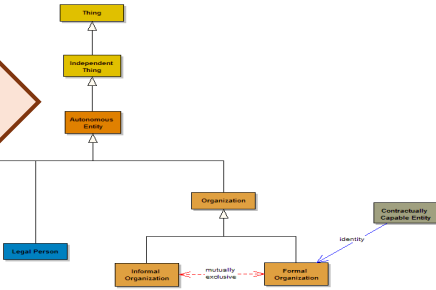 Thing
Independent
Thing
Autonomous
Entity
Organization
Contractually
Capable Entity
identity
Legal Person
Informal
Organization
mutually
exclusive
Formal
Organization